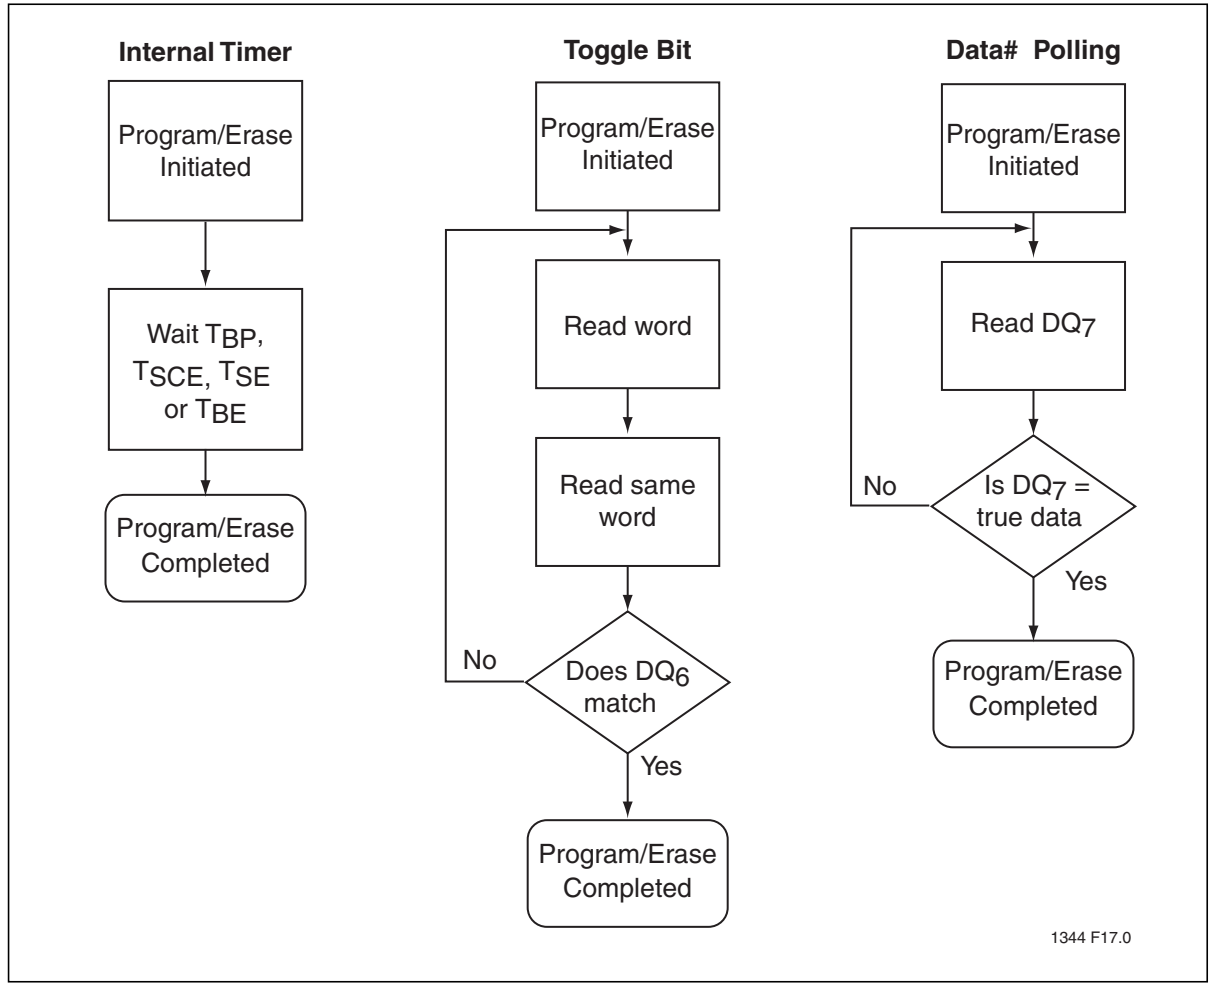 Internal Timer
Program/Erase
Initiated
Wait TBP,
TSCE, TSE
or TBE
Program/Erase
Completed
Toggle Bit
Program/Erase
Initiated
Read word
Read same
word
Does DQ6
match
No
Yes
Program/Erase
Completed
Data# Polling
Program/Erase
Initiated
Read DQ7
Is DQ7 =
true data
No
Yes
Program/Erase
Completed
1344 F17.0